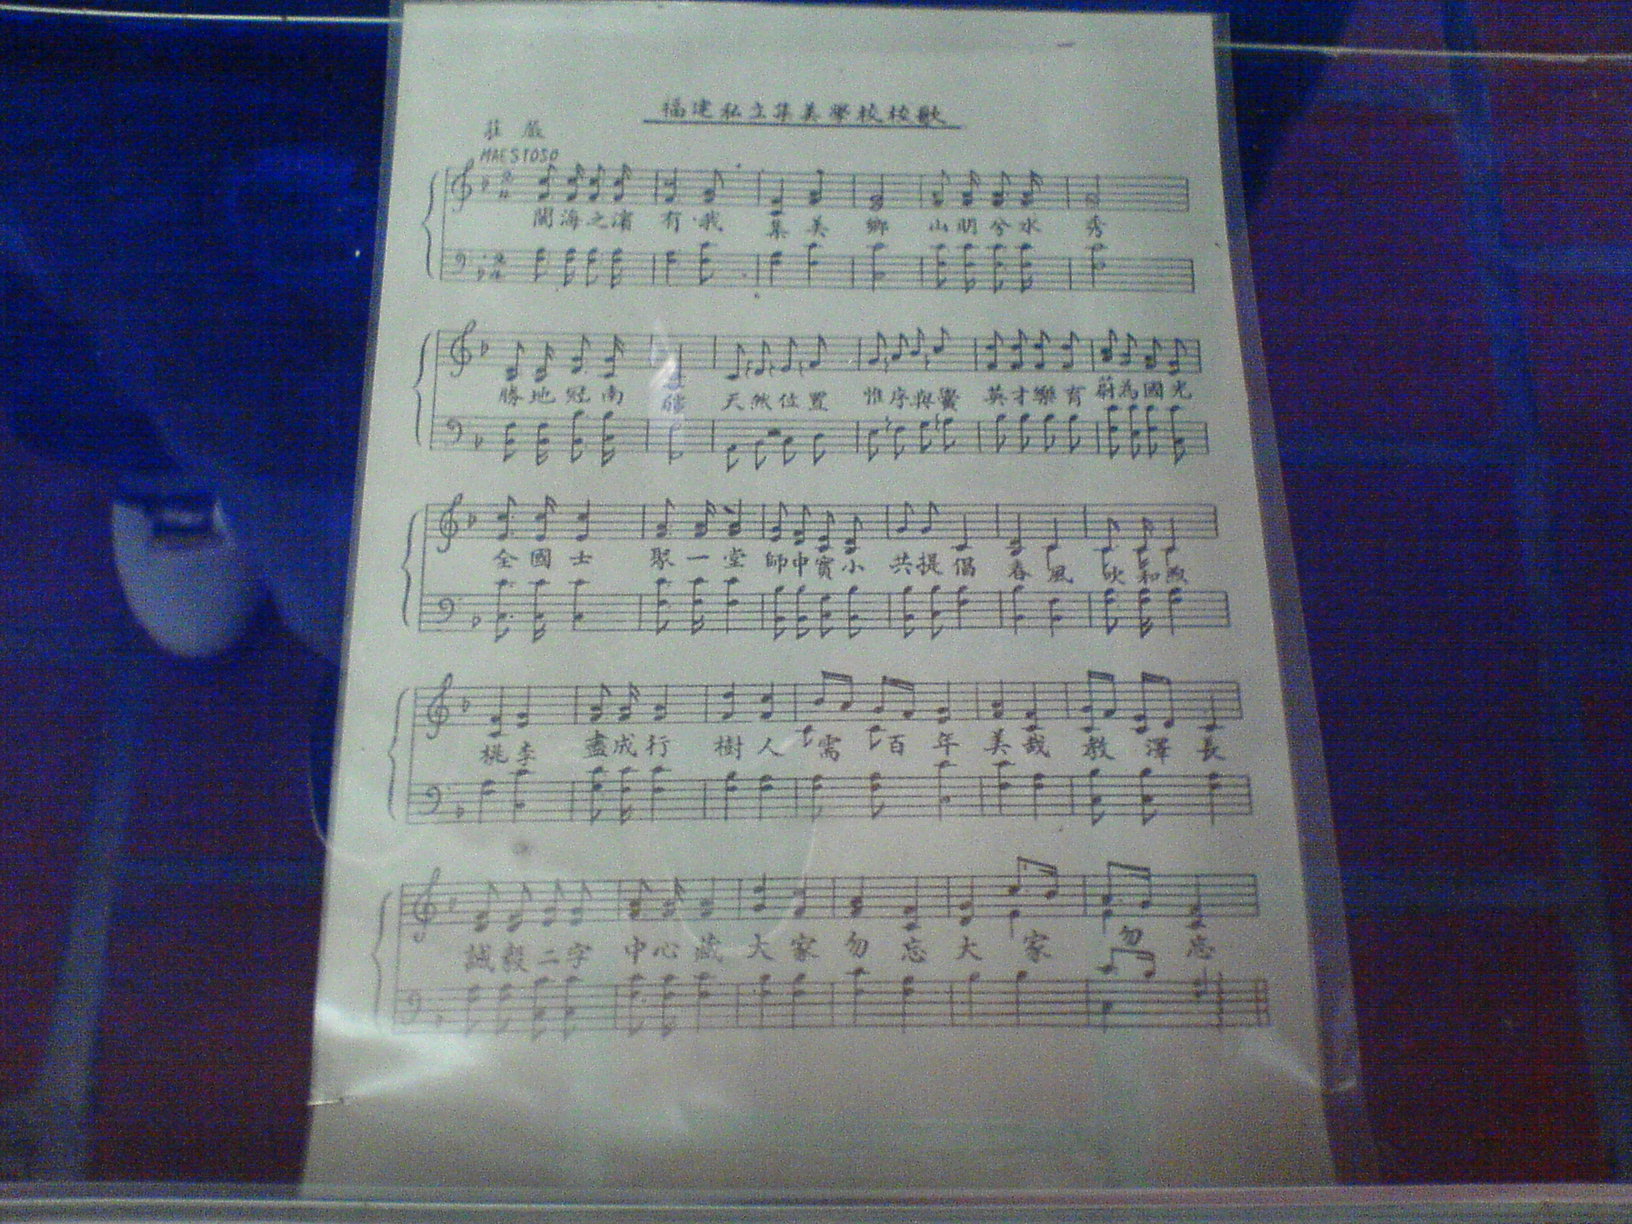 福建私立集美學校校歌
莊嚴
MAESTOSO
閩海之濱有我集美鄉山明兮水秀
勝地冠南疆天然位置惟序與黌英才樂育蔚為國光
全國士聚一堂師中實小共提倡春風吹和煦
桃李盡成行樹人需百年美哉教澤長
誠毅二字中心藏大家勿忘大家勿忘